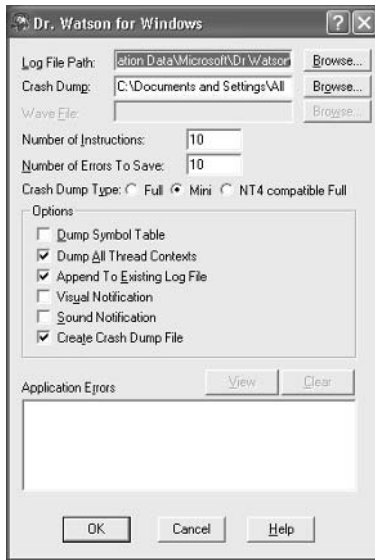 Dr. Watson for Windows
Log File Path: ation Data\Microsoft\Dr Watson Browse...
Crash Dump: C:\Documents and Settings\All Browse...
Wave File: Browse...
Number of Instructions: 10
Number of Errors To Save: 10
Crash Dump Type: Full Mini NT4 compatible Full
Options
Dump Symbol Table
Dump All Thread Contexts
Append To Existing Log File
Visual Notification
Sound Notification
Create Crash Dump File
Application Errors View Clear
OK Cancel Help